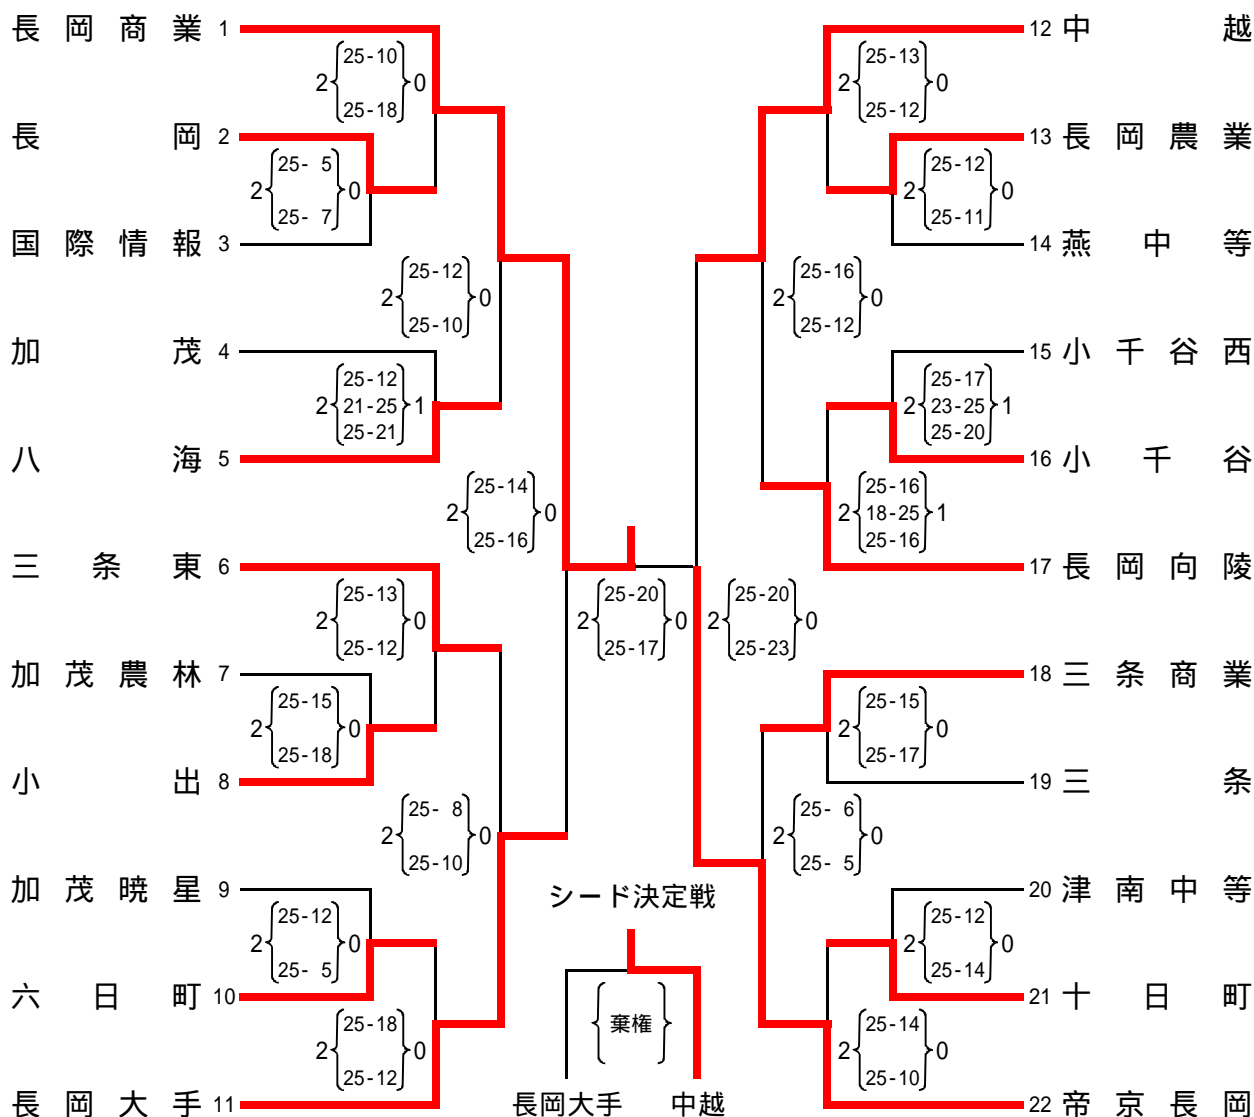 長岡商業 1
2 25-10 25-18 0
長岡 2
2 25- 5 25- 7 0
国際情報 3
2 25-12 25-10 0
加茂 4
2 25-12 21-25 25-21 1
八海 5
2 25-14 25-16 0
三条東 6
2 25-13 25-12 0
加茂農林 7
2 25-15 25-18 0
小出 8
2 25- 8 25-10 0
加茂暁星 9
2 25-12 25- 5 0
六日町 10
2 25-18 25-12 0
長岡大手 11
2 25-20 25-17 0
2 25-20 25-23 0
シード決定戦
棄権
長岡大手 中越
12 中越
2 25-13 25-12 0
13 長岡農業
2 25-12 25-11 0
14 燕中等
2 25-16 25-12 0
15 小千谷西
2 25-17 23-25 25-20 1
16 小千谷
2 25-16 18-25 25-16 1
17 長岡向陵
18 三条商業
2 25-15 25-17 0
19 三条
2 25- 6 25- 5 0
20 津南中等
2 25-12 25-14 0
21 十日町
2 25-14 25-10 0
22 帝京長岡